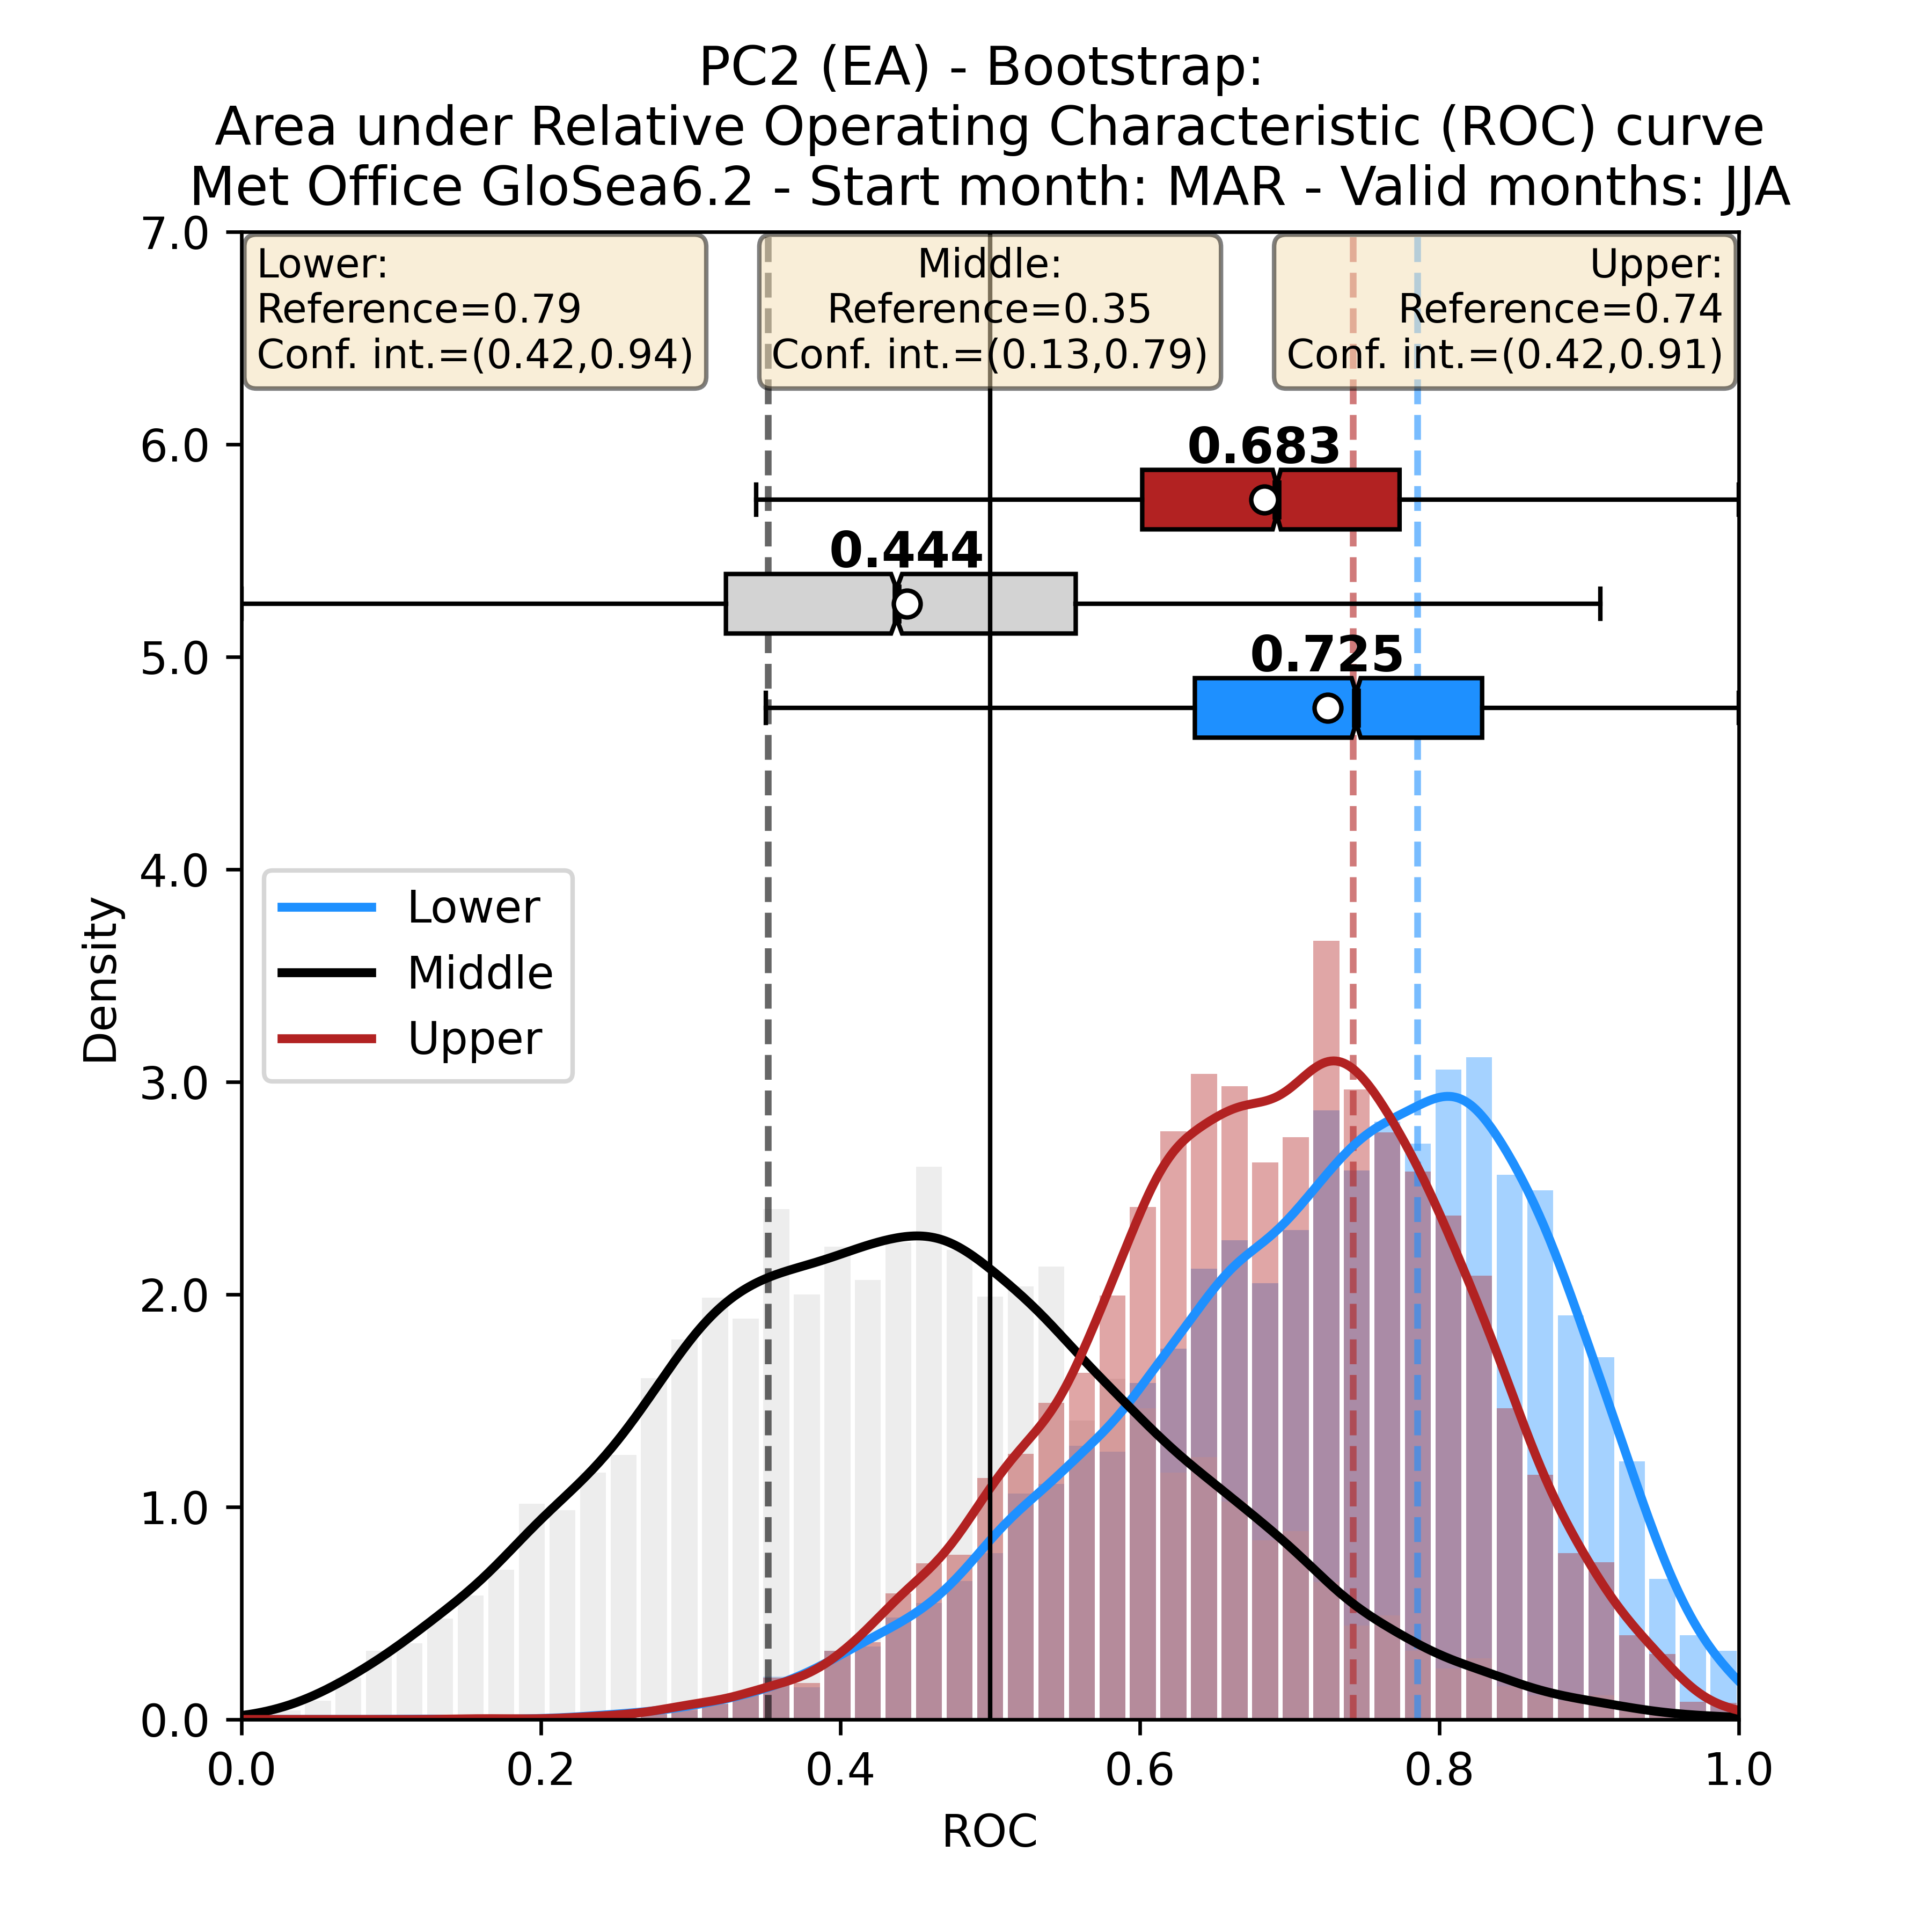 PC2 (EA) - Bootstrap:
Area under Relative Operating Characteristic (ROC) curve
Met Office GloSea6.2 - Start month: MAR - Valid months: JJA
Lower:
Reference=0.79
Conf. int.=(0.42,0.94)
Middle:
Reference=0.35
Conf. int.=(0.13,0.79)
Upper:
Reference=0.74
Conf. int.=(0.42,0.91)
0.683
0.444
0.725
Lower
Middle
Upper
Density
7.0
6.0
5.0
4.0
3.0
2.0
1.0
0.0
0.0 0.2 0.4 0.6 0.8 1.0
ROC